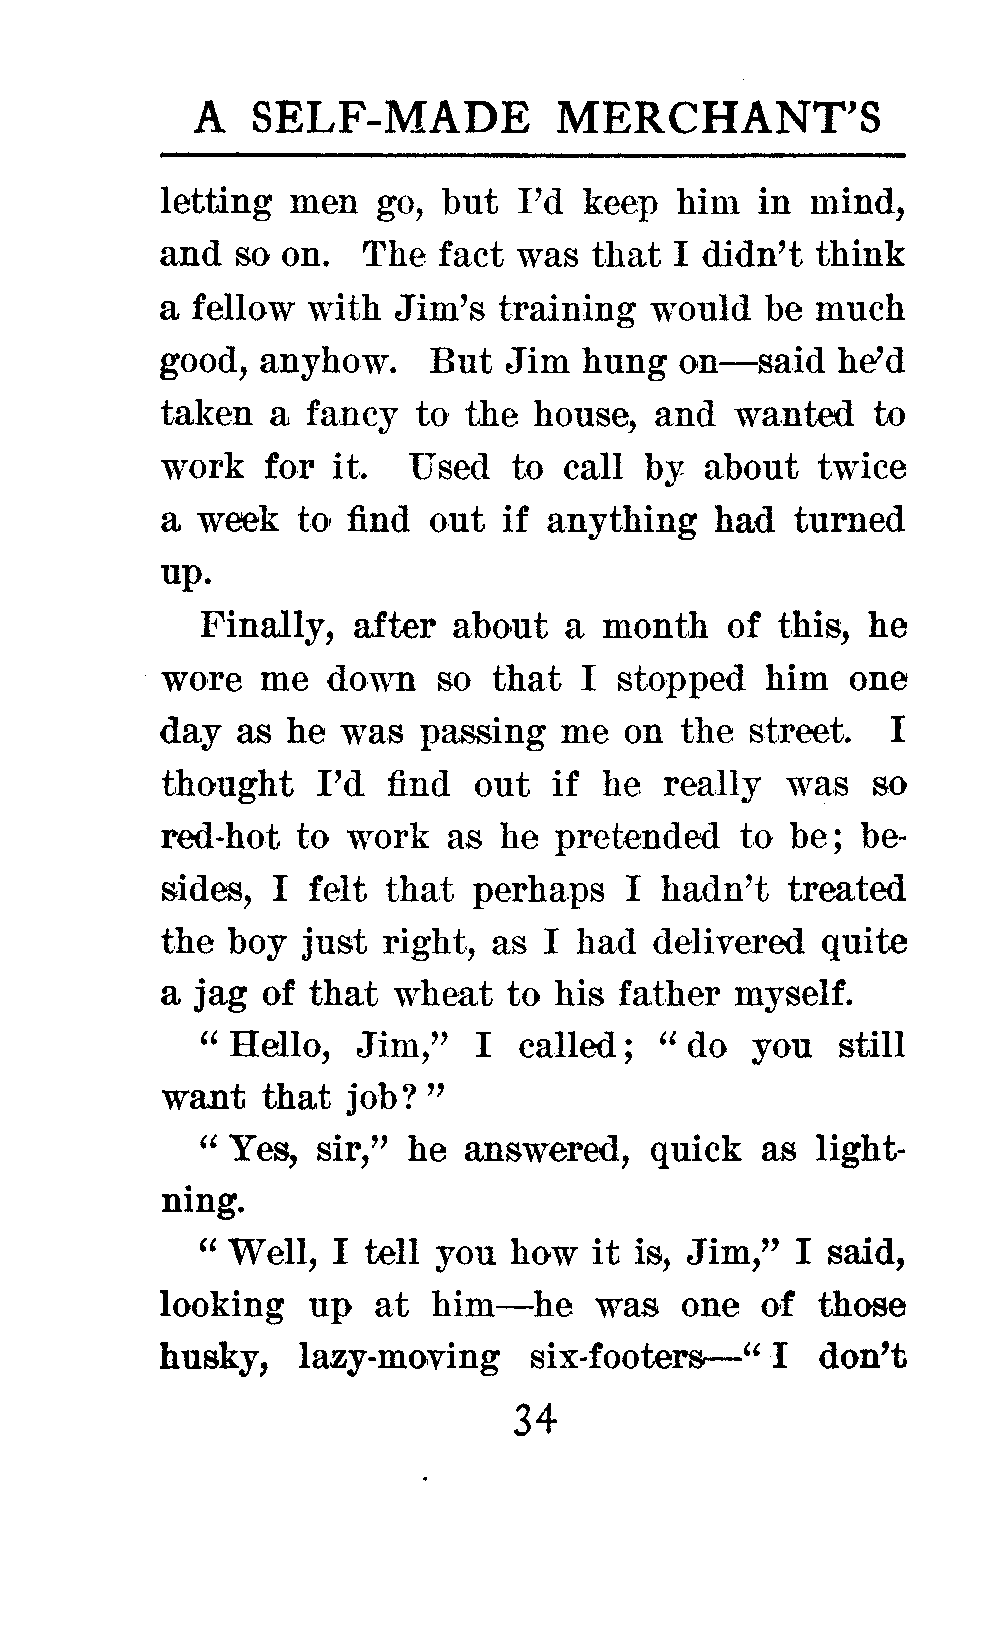 A SELF-MADE MERCHANT'S
letting men go, but I'd keep him in mind,
and so on. The fact was that I didn't think
a fellow with Jim's training would be much
good, anyhow. But Jim hung on—said he'd
taken a fancy to the house, and wanted to
work for it. Used to call by about twice
a week to find out if anything had turned
up.
Finally, after about a month of this, he
wore me down so that I stopped him one
day as he was passing me on the street. I
thought I'd find out if he really was so
red-hot to work as he pretended to be; be-
sides, I felt that perhaps I hadn't treated
the boy just right, as I had delivered quite
a jag of that wheat to his father myself.
“ Hello, Jim,” I called; “ do you still
want that job? ”
“ Yes, sir,” he answered, quick as light-
ning.
“ Well, I tell you how it is, Jim,” I said,
looking up at him—he was one of those
husky, lazy-moving six-footers—“ I don't
34